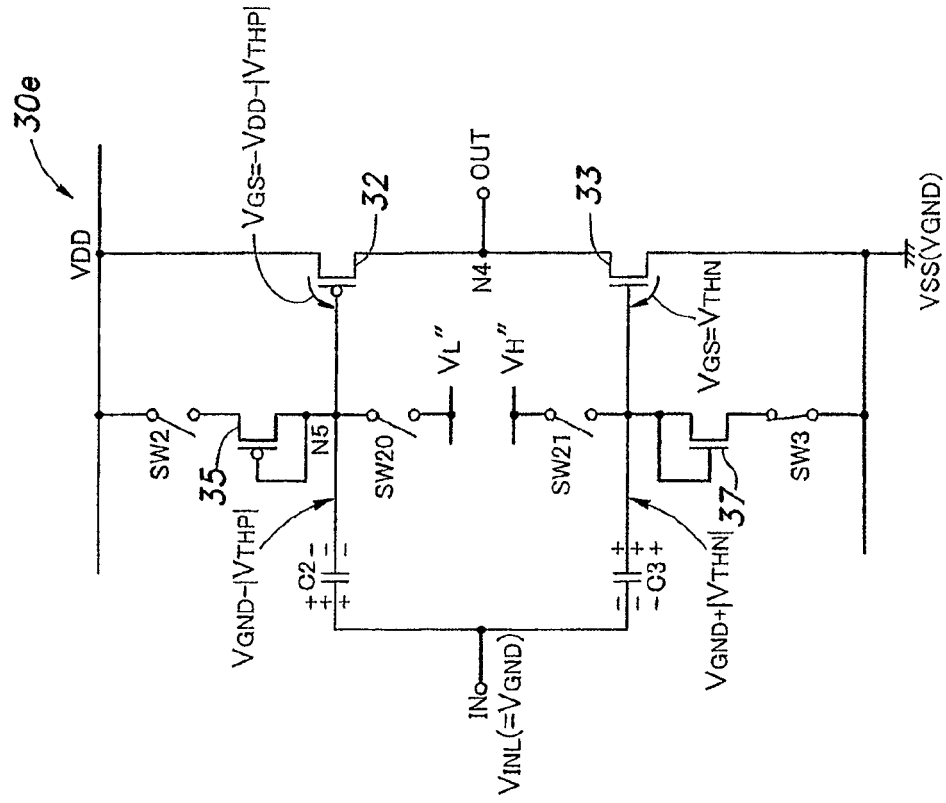 30e
VDD
VGS=-VDD-|VTHP|
32
SW2
35
N5
VGND-|VTHP|
C2
- - -
+++
SW20
VL"
N4
OUT
IN
VINL(=VGND)
VH"
SW21
33
VGS=VTHN
+++
- - -
C3
VGND+|VTHN|
37
SW3
VSS(VGND)